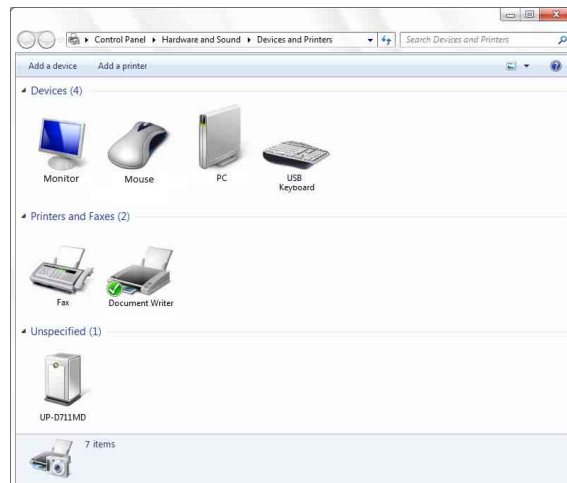 Control Panel Hardware and Sound Devices and Printers Search Devices and Printers
Add a device Add a printer
Devices (4)
Monitor Mouse PC USB Keyboard
Printers and Faxes (2)
Fax Document Writer
Unspecified (1)
UP-D711MD
7 items